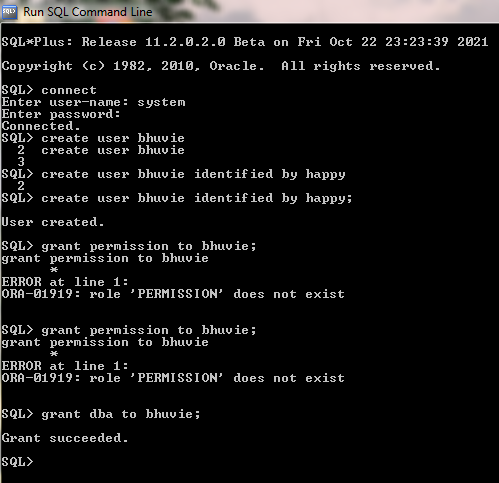 SQL> Run SQL Command Line
SQL*Plus: Release 11.2.0.2.0 Beta on Fri Oct 22 23:23:39 2021
Copyright (c) 1982, 2010, Oracle.  All rights reserved.
SQL> connect
Enter user-name: system
Enter password:
Connected.
SQL> create user bhuvie
  2  create user bhuvie
  3
SQL> create user bhuvie identified by happy
  2
SQL> create user bhuvie identified by happy;
User created.
SQL> grant permission to bhuvie;
grant permission to bhuvie
      *
ERROR at line 1:
ORA-01919: role 'PERMISSION' does not exist
SQL> grant permission to bhuvie;
grant permission to bhuvie
      *
ERROR at line 1:
ORA-01919: role 'PERMISSION' does not exist
SQL> grant dba to bhuvie;
Grant succeeded.
SQL>